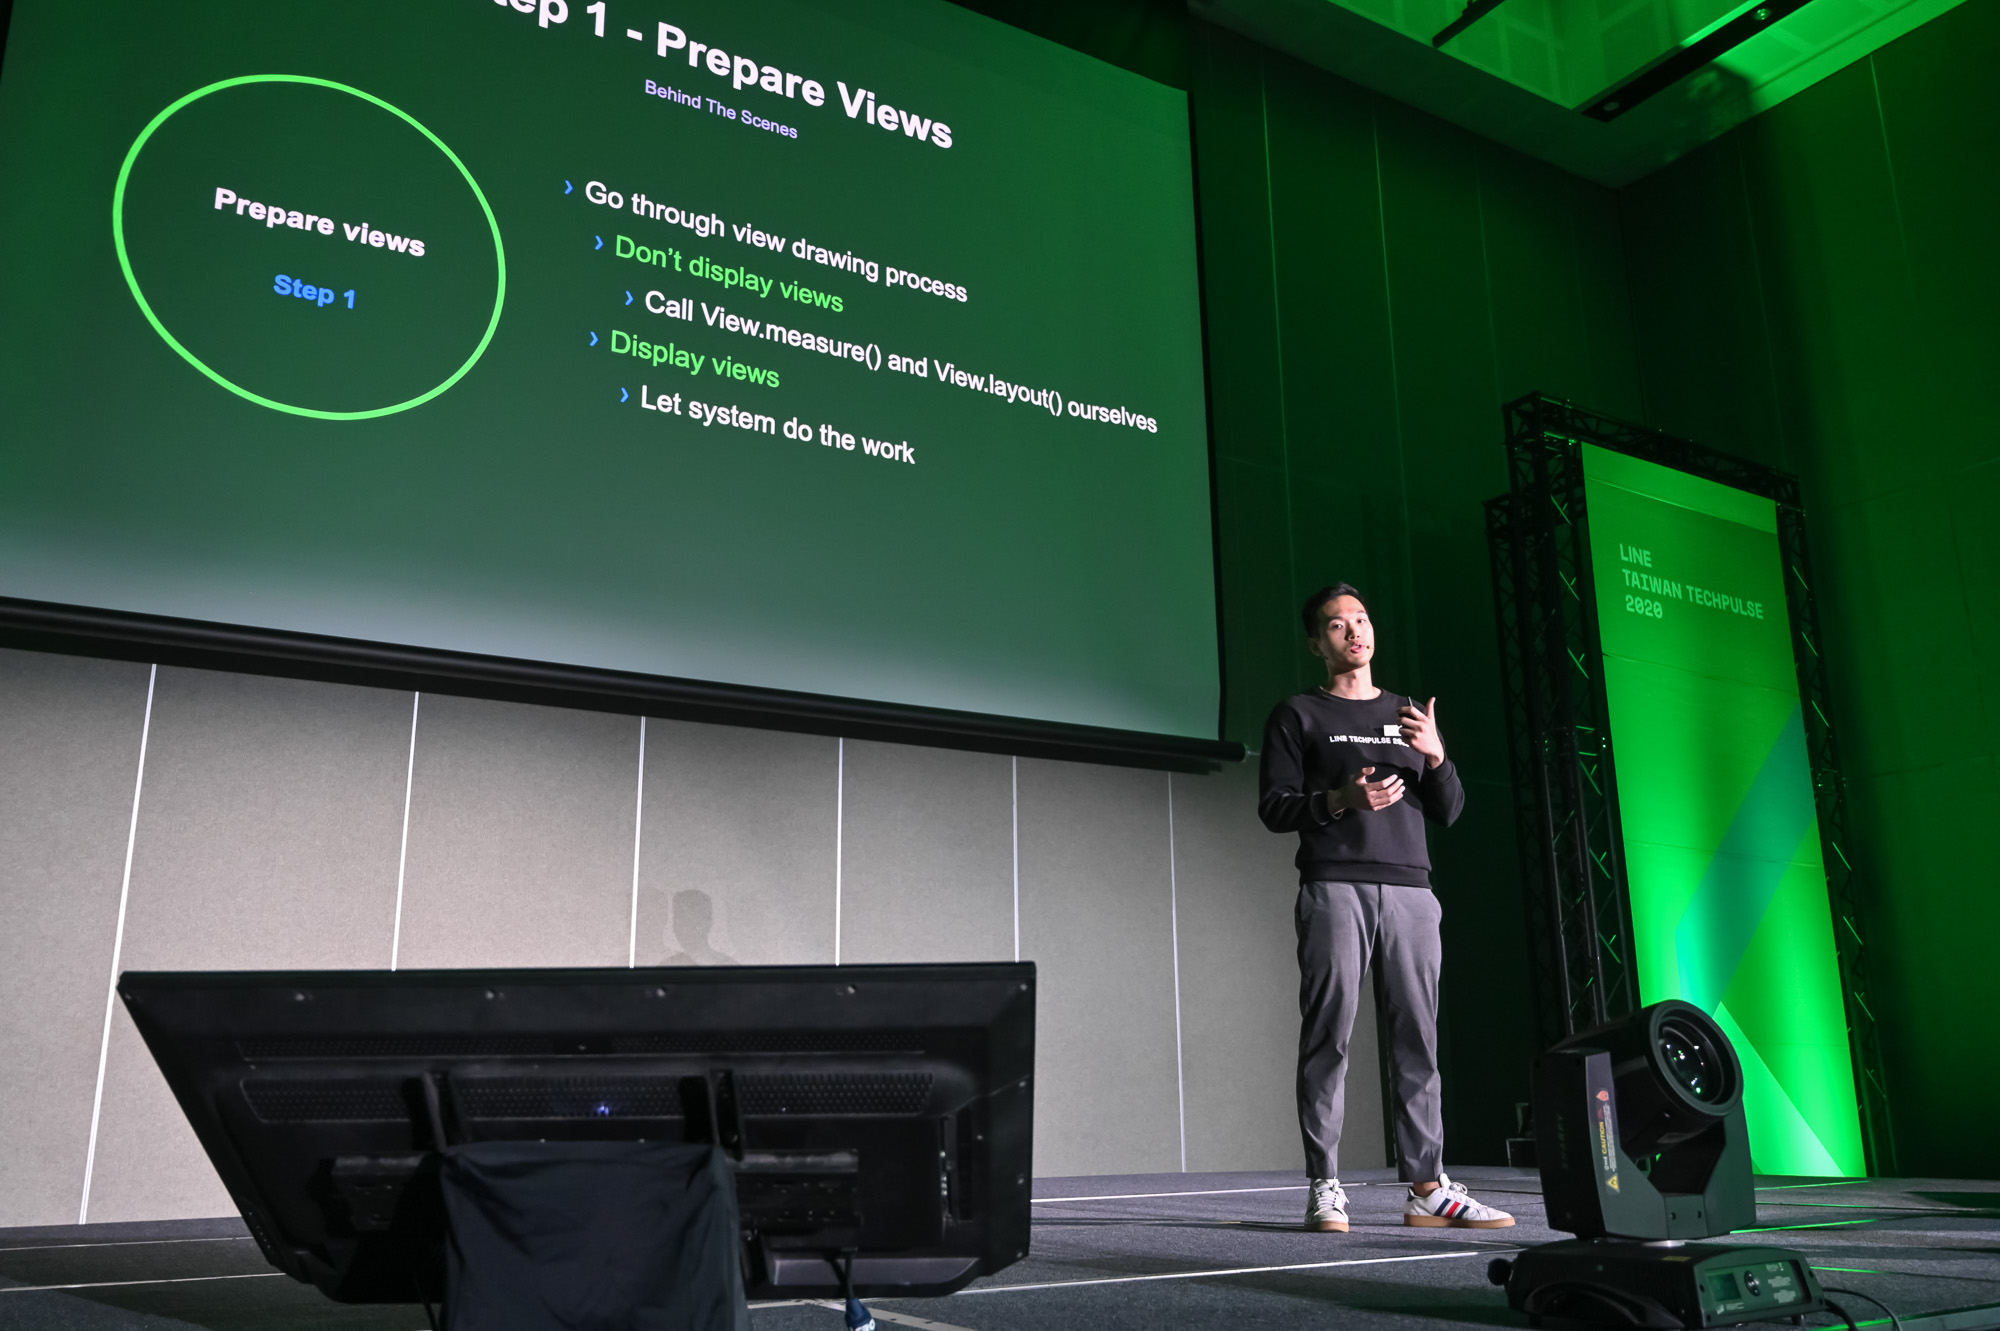 1 - Prepare Views
Behind The Scenes
Prepare views
Step 1
› Go through view drawing process
› Don't display views
› Call View.measure() and View.layout() ourselves
› Display views
› Let system do the work
LINE
TAIWAN TECHPULSE
2020
LINE TECHPULSE
CAUTION